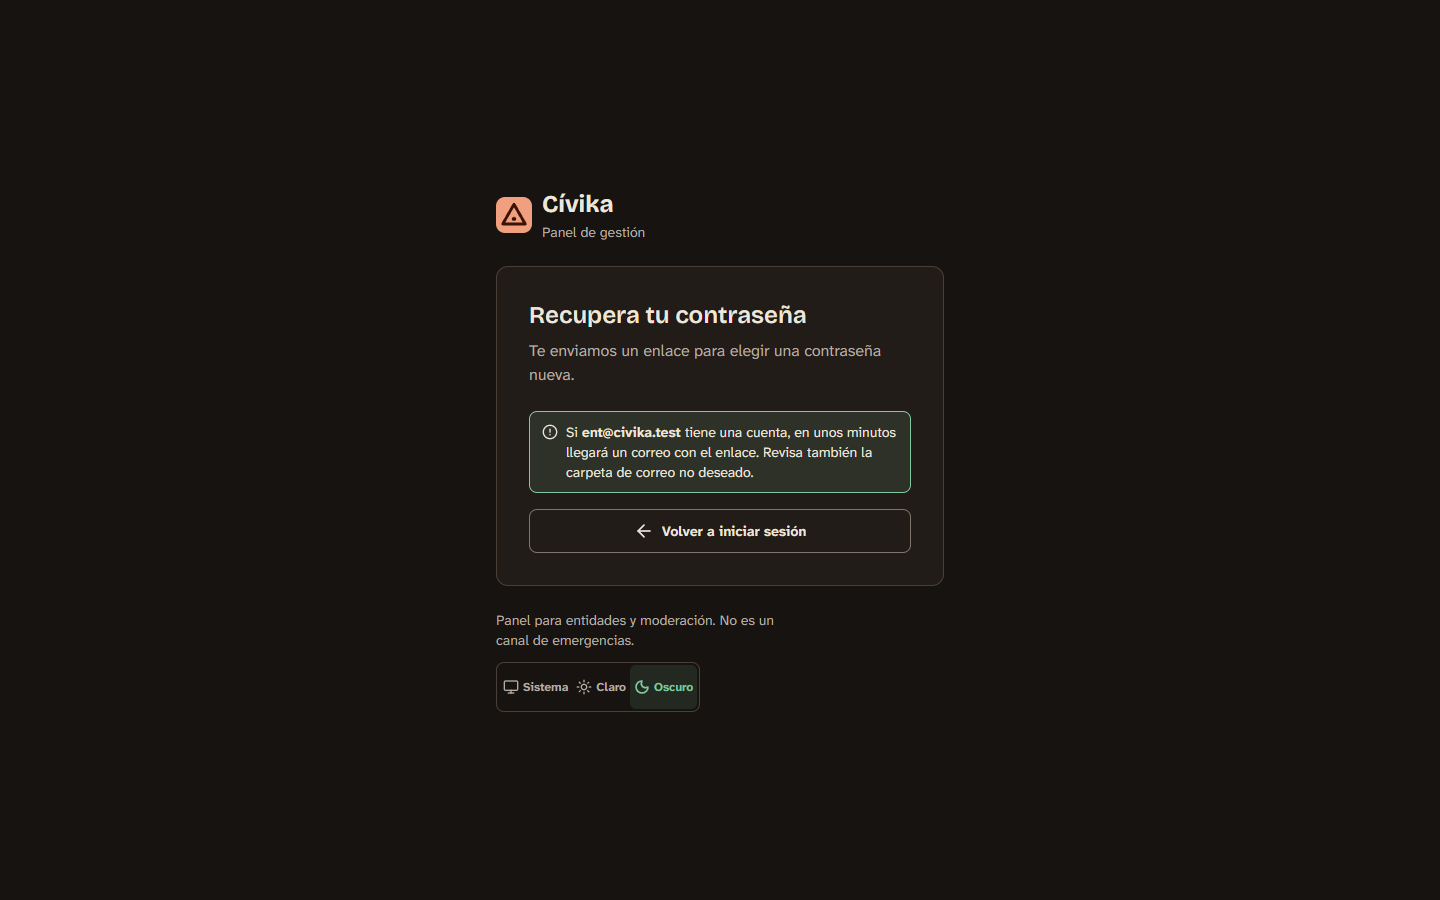 Cívika
Panel de gestión
Recupera tu contraseña
Te enviamos un enlace para elegir una contraseña
nueva.
Si ent@civika.test tiene una cuenta, en unos minutos
llegará un correo con el enlace. Revisa también la
carpeta de correo no deseado.
Volver a iniciar sesión
Panel para entidades y moderación. No es un
canal de emergencias.
Sistema Claro Oscuro